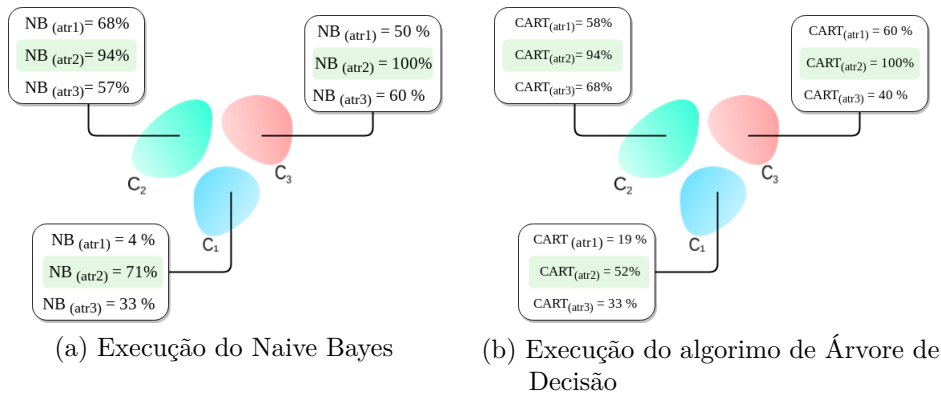 NB (atr1)= 68%
NB (atr2)= 94%
NB (atr3)= 57%
NB (atr1) = 50 %
NB (atr2) = 100%
NB (atr3) = 60 %
C2
C3
C1
NB (atr1) = 4 %
NB (atr2) = 71%
NB (atr3) = 33 %
(a) Execução do Naive Bayes
CART(atr1)= 58%
CART(atr2)= 94%
CART(atr3)= 68%
CART(atr1) = 60 %
CART(atr2) = 100%
CART(atr3) = 40 %
C2
C3
C1
CART (atr1) = 19 %
CART(atr2) = 52%
CART(atr3) = 33 %
(b) Execução do algorimo de Árvore de
Decisão